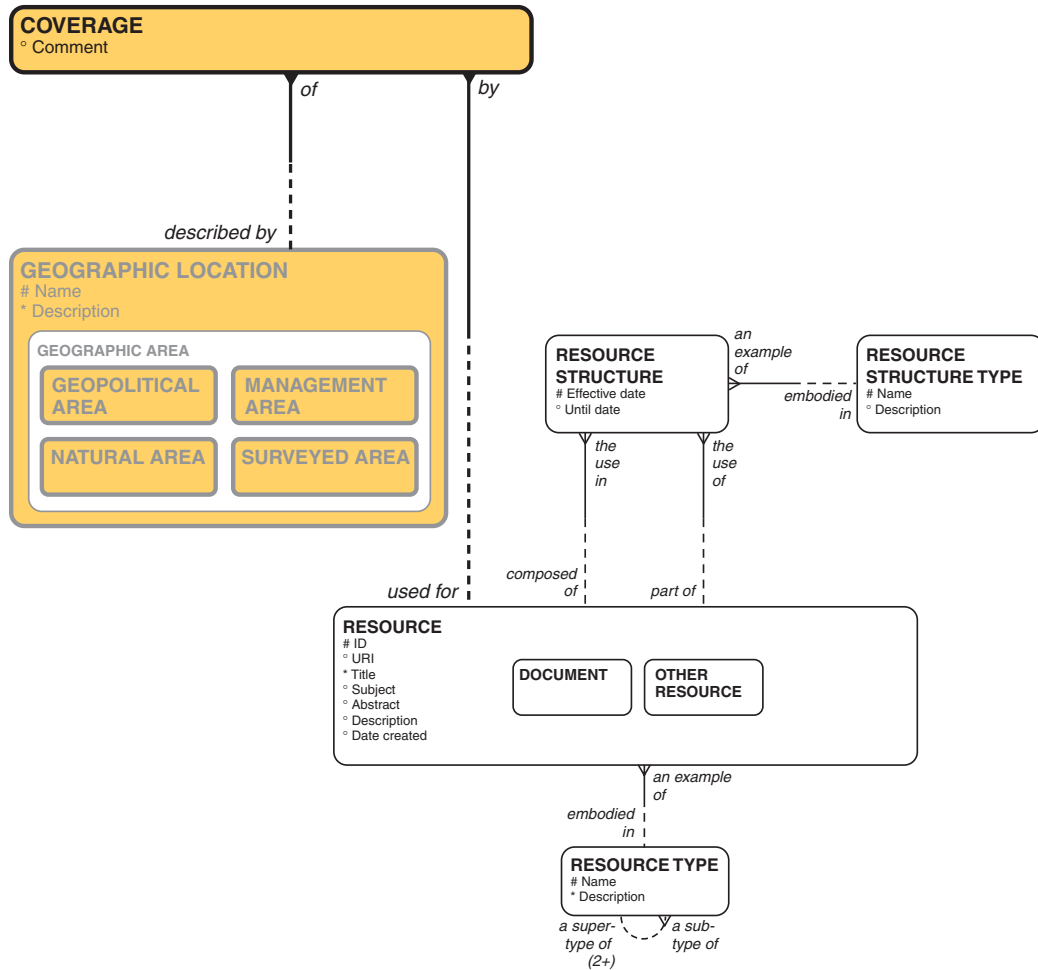 COVERAGE
° Comment
of
by
described by
GEOGRAPHIC LOCATION
# Name
* Description
GEOGRAPHIC AREA
GEOPOLITICAL
AREA
MANAGEMENT
AREA
NATURAL AREA
SURVEYED AREA
RESOURCE
STRUCTURE
# Effective date
° Until date
an
example
of
embodied
in
RESOURCE
STRUCTURE TYPE
# Name
° Description
the
use
in
the
use
of
composed
of
part of
used for
RESOURCE
# ID
° URI
* Title
° Subject
° Abstract
° Description
° Date created
DOCUMENT
OTHER
RESOURCE
an example
of
embodied
in
RESOURCE TYPE
# Name
* Description
a super-
type of
(2+)
a sub-
type of